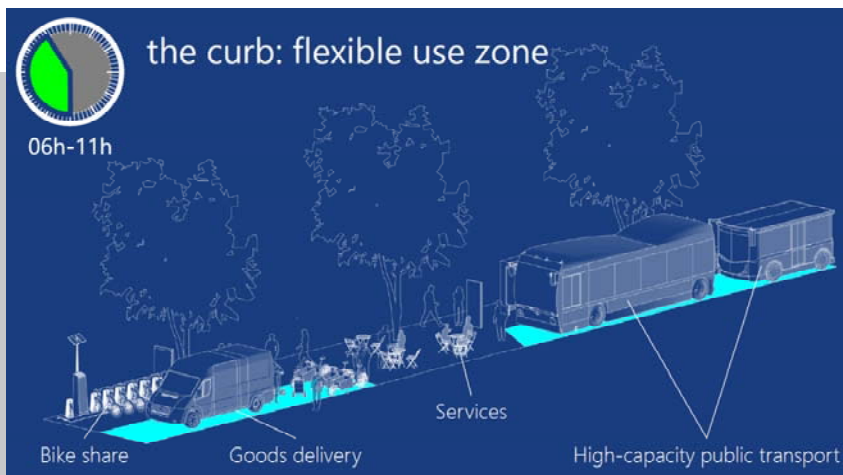 the curb: flexible use zone
06h-11h
Services
Bike share
Goods delivery
High-capacity public transport